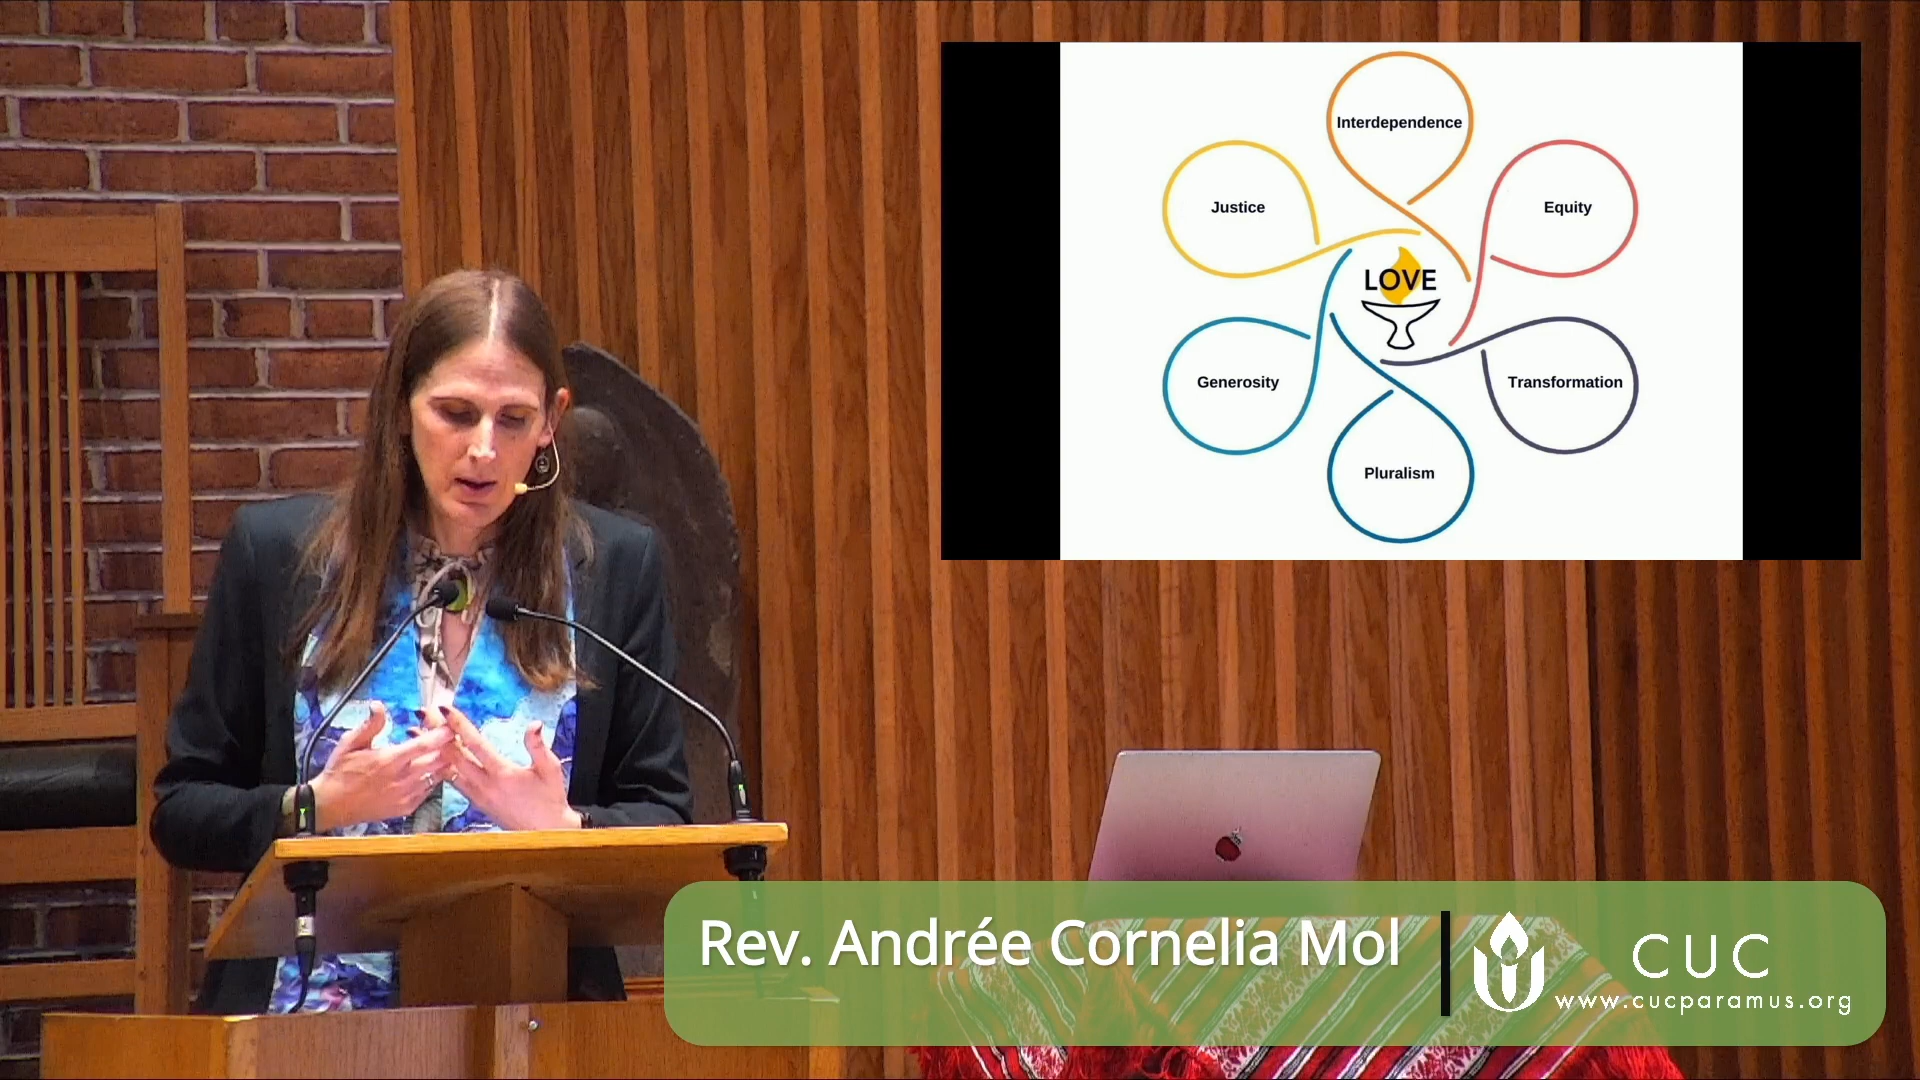 Interdependence
Justice
Equity
LOVE
Generosity
Transformation
Pluralism
Rev. Andrée Cornelia Mol
CUC
www.cucparamus.org